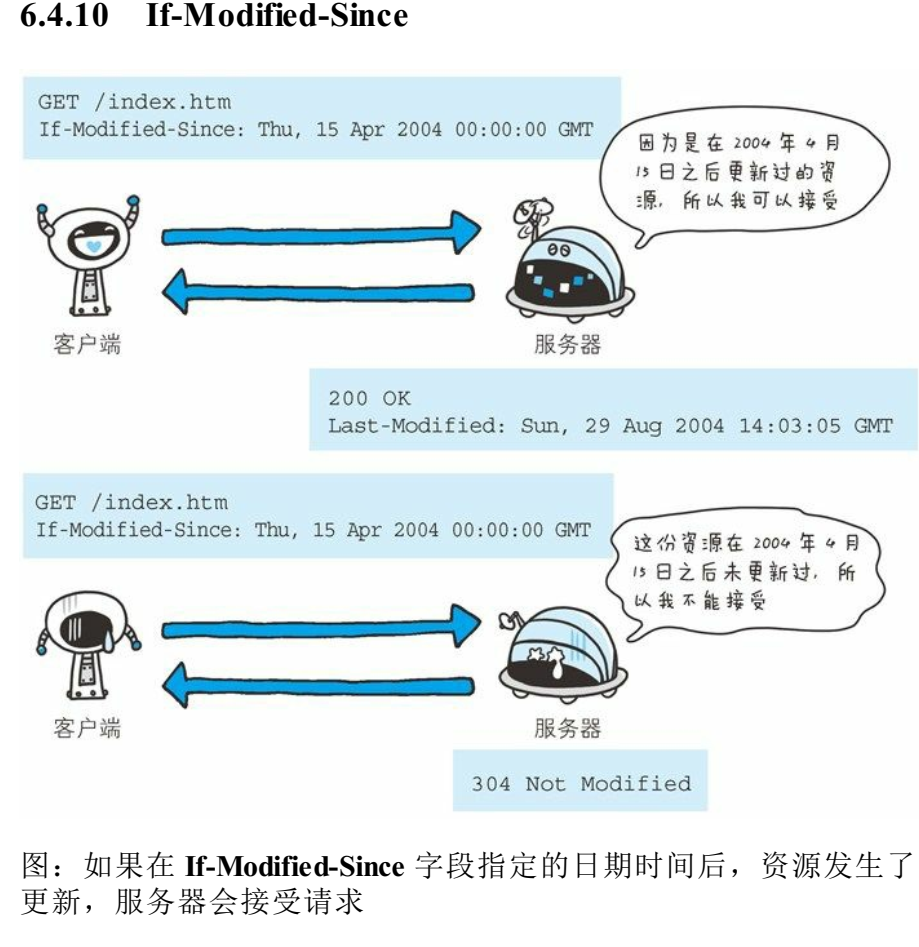 6.4.10 If-Modified-Since
GET /index.htm
If-Modified-Since: Thu, 15 Apr 2004 00:00:00 GMT
因为是在 2004 年 4 月
15 日之后更新过的资
源，所以我可以接受
客户端
服务器
200 OK
Last-Modified: Sun, 29 Aug 2004 14:03:05 GMT
GET /index.htm
If-Modified-Since: Thu, 15 Apr 2004 00:00:00 GMT
这份资源在 2004 年 4 月
15 日之后未更新过，所
以我不能接受
客户端
服务器
304 Not Modified
图：如果在 If-Modified-Since 字段指定的日期时间后，资源发生了
更新，服务器会接受请求